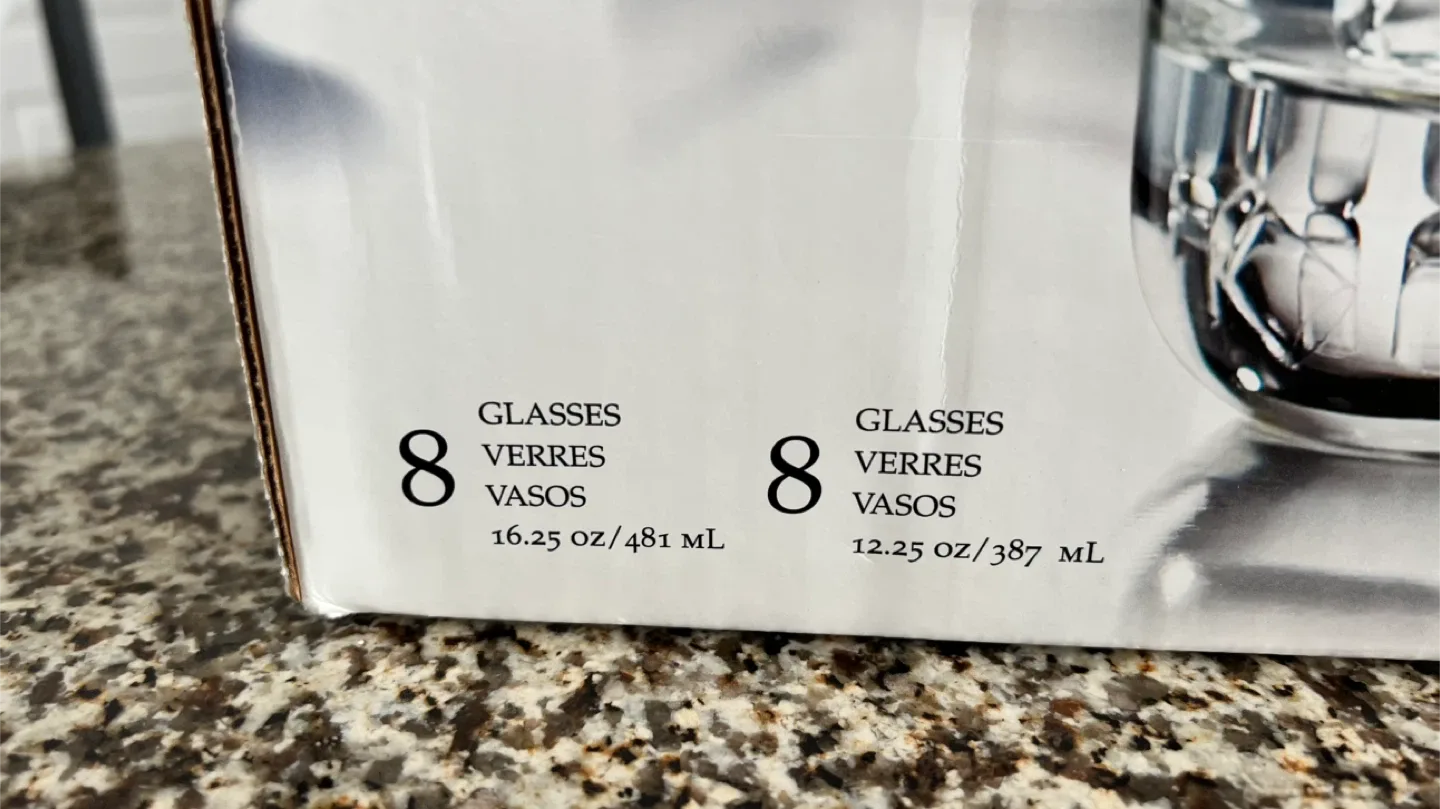 8
GLASSES
VERRES
VASOS
16.25 OZ/481 ML
8
GLASSES
VERRES
VASOS
12.25 OZ/387 ML